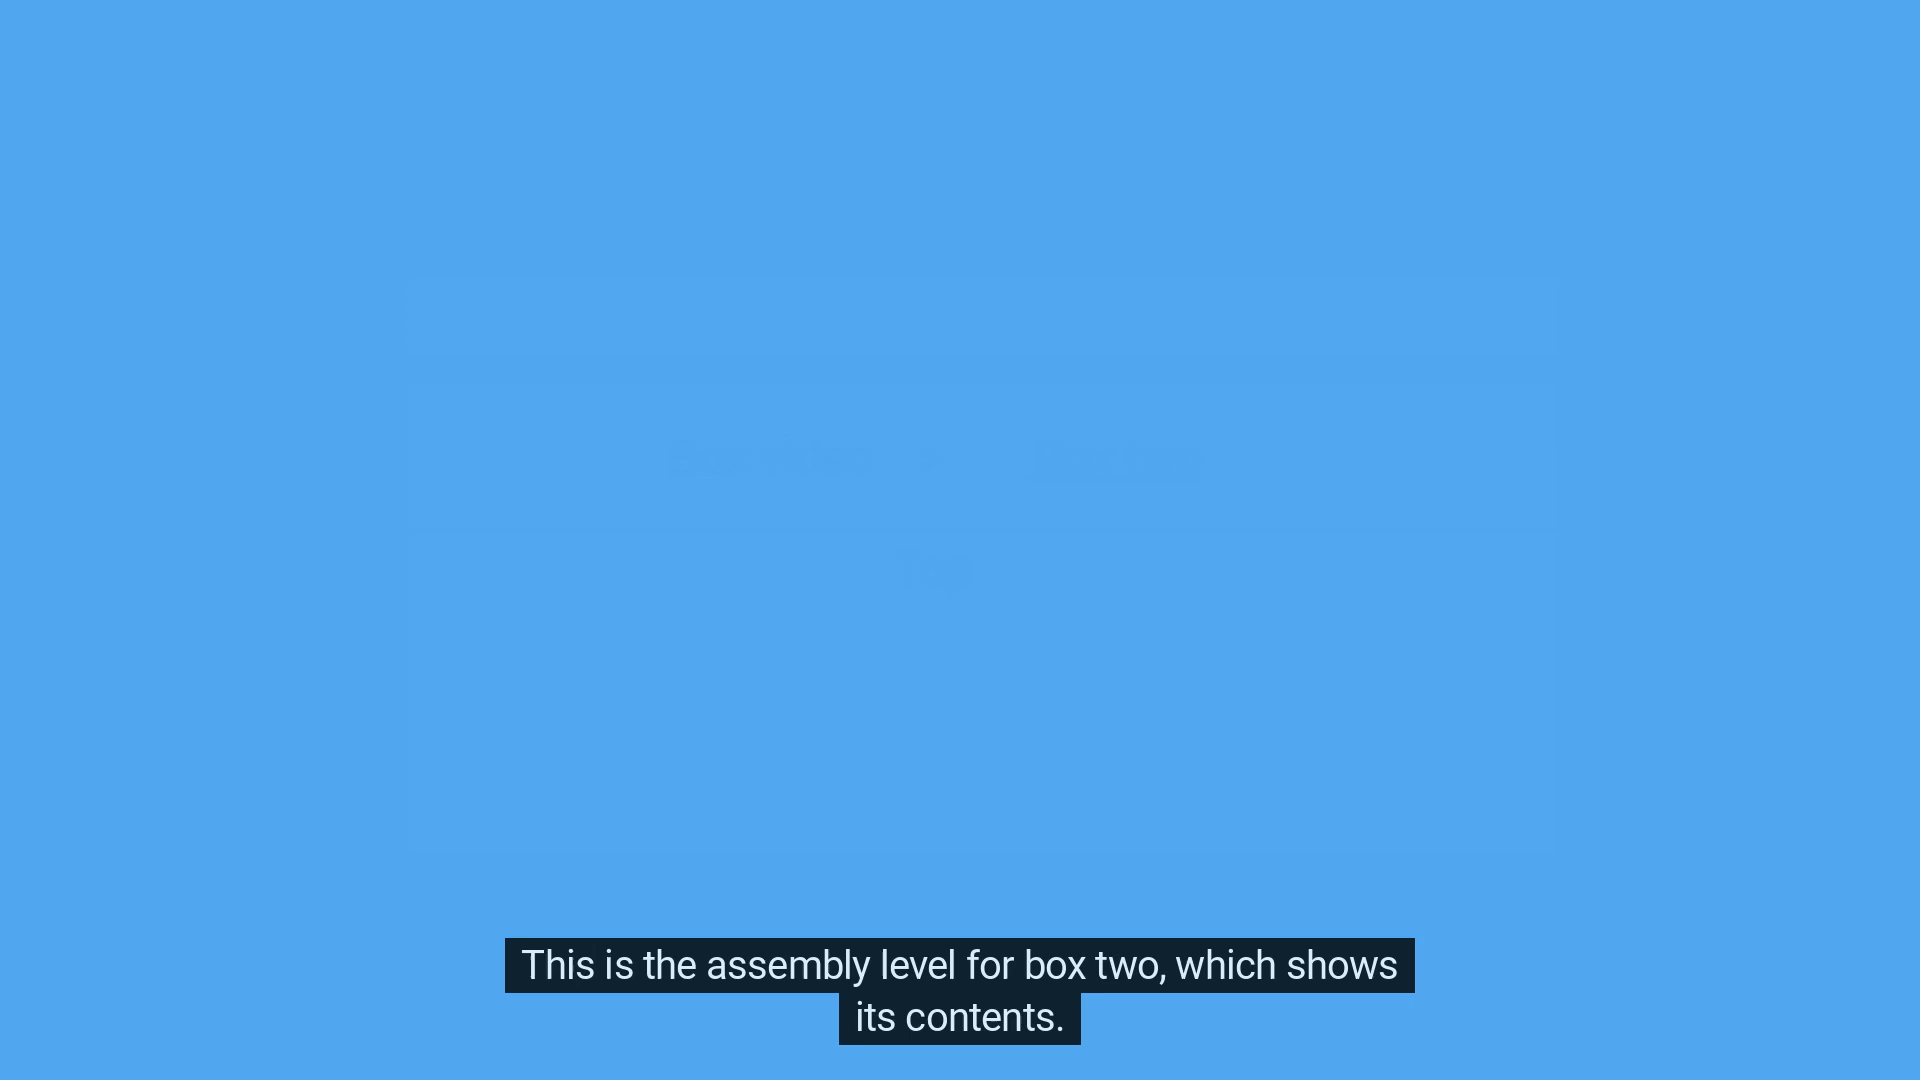 This is the assembly level for box two, which shows
its contents.